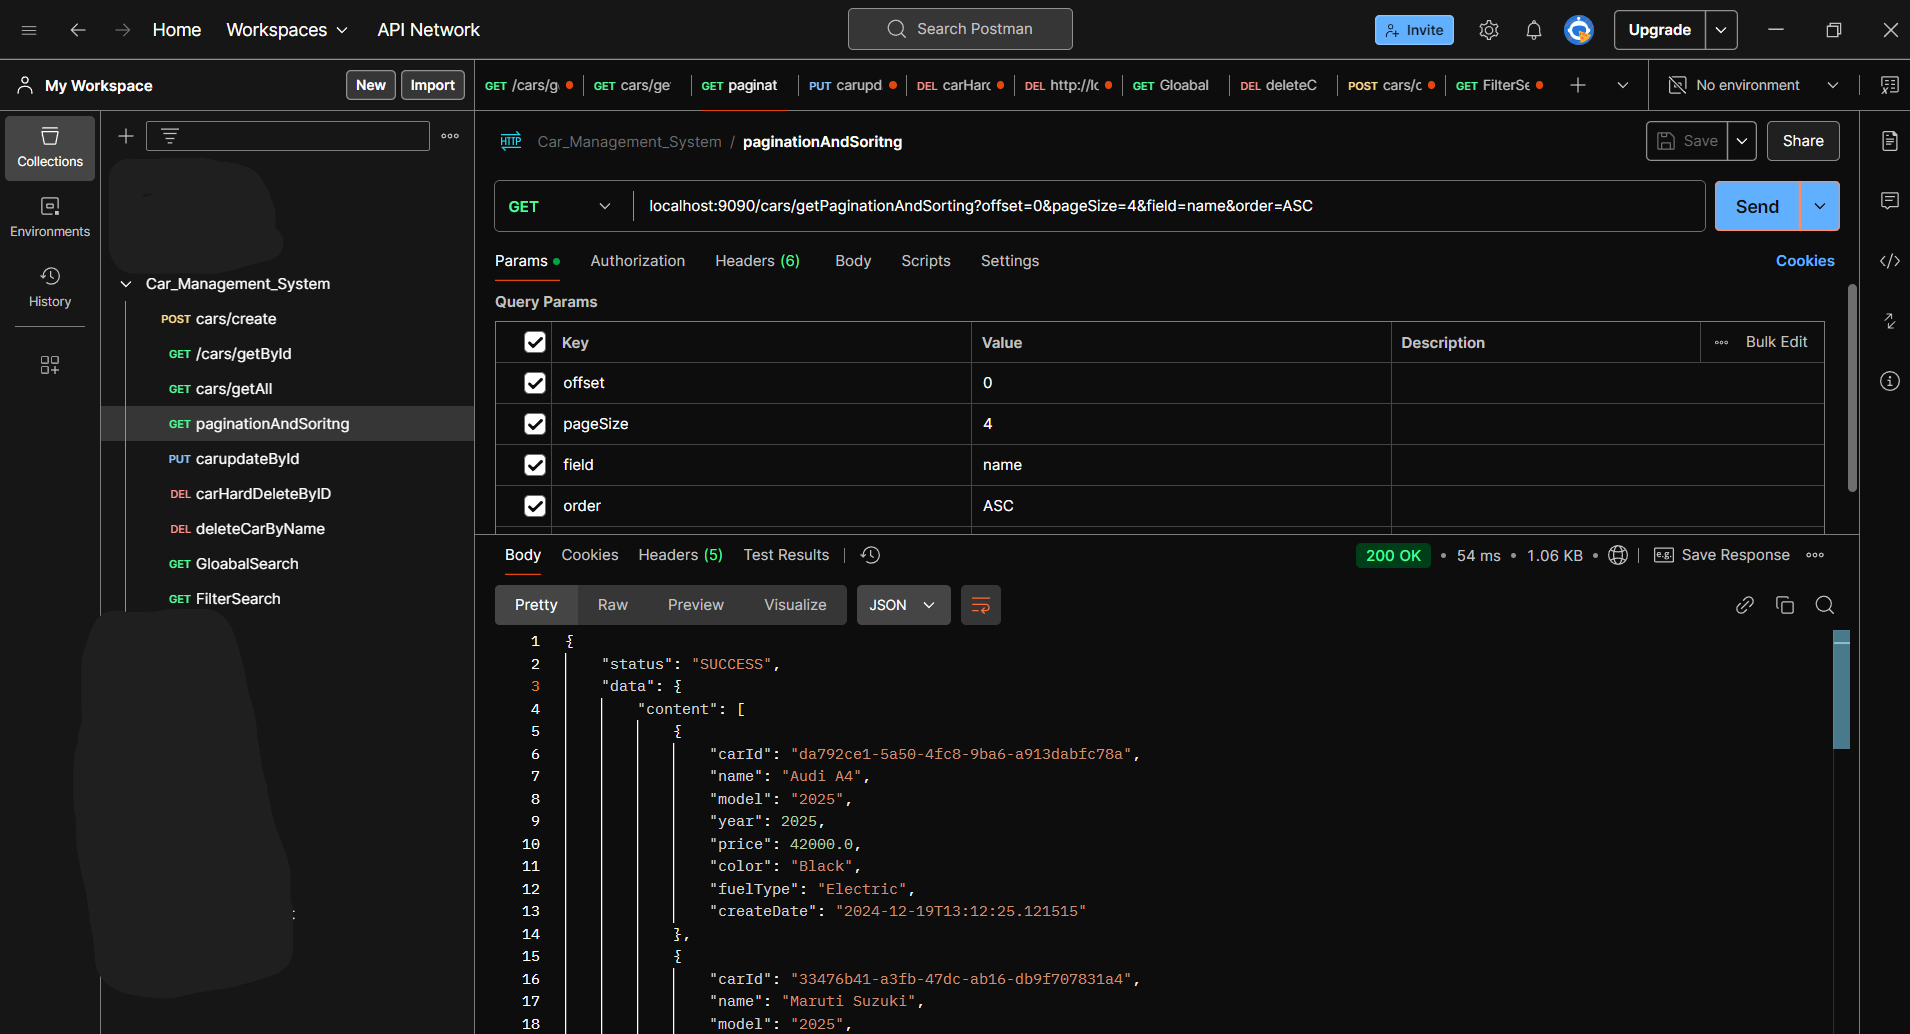 Home Workspaces API Network Search Postman Invite Upgrade
My Workspace New Import
GET /cars/g GET cars/ge GET paginat PUT carupd DEL carHarc DEL http://lc GET Gloabal DEL deleteC POST cars/c GET FilterSe No environment
Collections
Environments
History
Car_Management_System
POST cars/create
GET /cars/getById
GET cars/getAll
GET paginationAndSoritng
PUT carupdateById
DEL carHardDeleteByID
DEL deleteCarByName
GET GloabalSearch
GET FilterSearch
HTTP Car_Management_System / paginationAndSoritng Save Share
GET localhost:9090/cars/getPaginationAndSorting?offset=0&pageSize=4&field=name&order=ASC Send
Params Authorization Headers (6) Body Scripts Settings Cookies
Query Params
Key Value Description Bulk Edit
offset 0
pageSize 4
field name
order ASC
Body Cookies Headers (5) Test Results 200 OK • 54 ms • 1.06 KB • e.g. Save Response
Pretty Raw Preview Visualize JSON
1 {
2 "status": "SUCCESS",
3 "data": {
4 "content": [
5 {
6 "carId": "da792ce1-5a50-4fc8-9ba6-a913dabfc78a",
7 "name": "Audi A4",
8 "model": "2025",
9 "year": 2025,
10 "price": 42000.0,
11 "color": "Black",
12 "fuelType": "Electric",
13 "createDate": "2024-12-19T13:12:25.121515"
14 },
15 {
16 "carId": "33476b41-a3fb-47dc-ab16-db9f707831a4",
17 "name": "Maruti Suzuki",
18 "model": "2025",